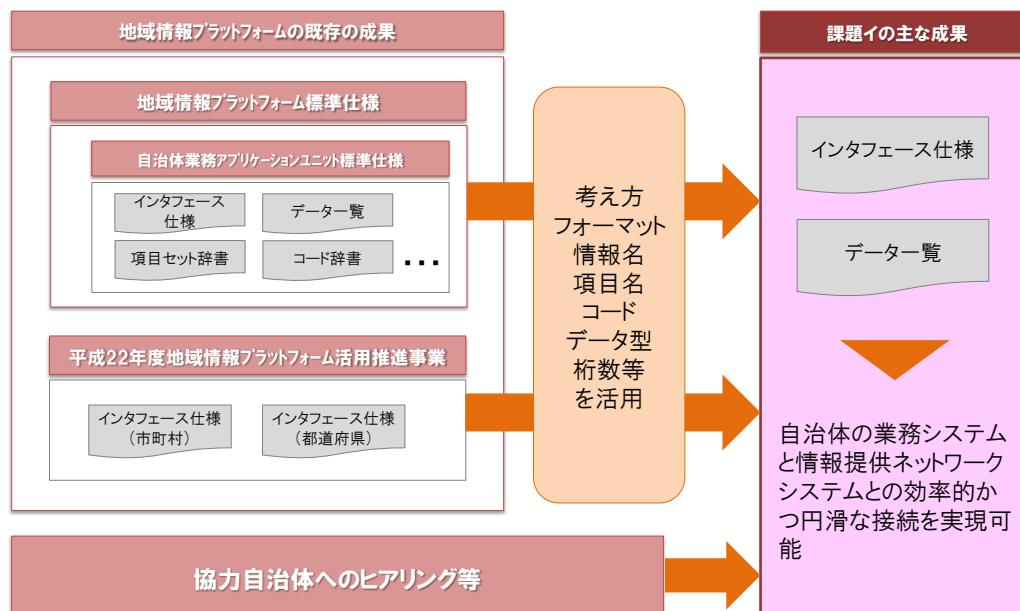 地域情報プラットフォームの既存の成果
地域情報プラットフォーム標準仕様
自治体業務アプリケーションユニット標準仕様
インタフェース
仕様
データ一覧
項目セット辞書
コード辞書
・・・
平成22年度地域情報プラットフォーム活用推進事業
インタフェース仕様
（市町村）
インタフェース仕様
（都道府県）
協力自治体へのヒアリング等
考え方
フォーマット
情報名
項目名
コード
データ型
桁数等
を活用
課題イの主な成果
インタフェース仕様
データ一覧
自治体の業務システム
と情報提供ネットワーク
システムとの効率的か
つ円滑な接続を実現可
能